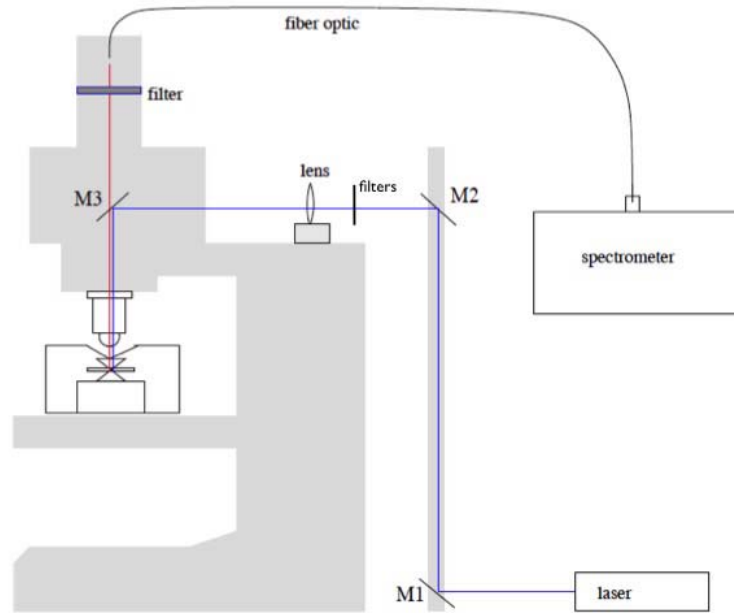 fiber optic
filter
lens
filters
M3
M2
spectrometer
M1
laser